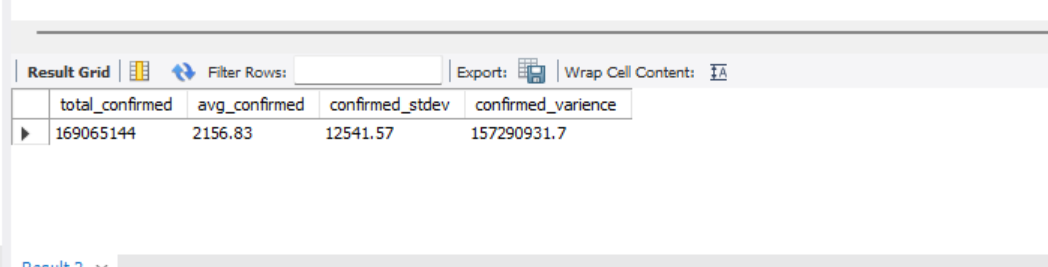 Result Grid Filter Rows: Export: Wrap Cell Content:
total_confirmed avg_confirmed confirmed_stdev confirmed_varience
169065144 2156.83 12541.57 157290931.7